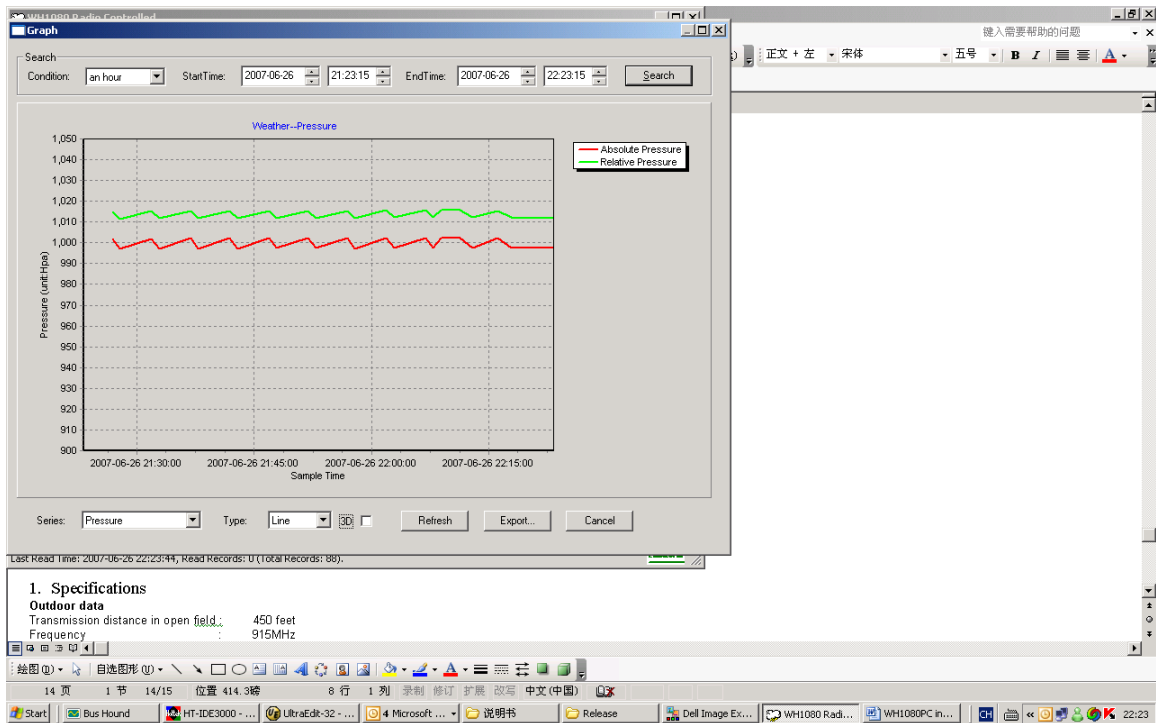 WH1080 Radio Controlled
Graph
键入需要帮助的问题
正文 + 左 宋体 五号 B I A
Search
Condition: an hour StartTime: 2007-06-26 21:23:15 EndTime: 2007-06-26 22:23:15 Search
Weather--Pressure
Absolute Pressure
Relative Pressure
1,050
1,040
1,030
1,020
1,010
1,000
990
980
970
960
950
940
930
920
910
900
Pressure (unit:Hpa)
2007-06-26 21:30:00 2007-06-26 21:45:00 2007-06-26 22:00:00 2007-06-26 22:15:00
Sample Time
Series: Pressure Type: Line 3D Refresh Export... Cancel
Last Read Time: 2007-06-26 22:23:44, Read Records: 0 (Total Records: 88).
1. Specifications
Outdoor data
Transmission distance in open field : 450 feet
Frequency : 915MHz
绘图(D) 自选图形(U) A
14 页 1 节 14/15 位置 414.3磅 8 行 1 列 录制 修订 扩展 改写 中文(中国)
Start Bus Hound HT-IDE3000 - ... UltraEdit-32 - ... 4 Microsoft ... 说明书 Release Dell Image Ex... WH1080 Radi... WH1080PC in... CH « 22:23